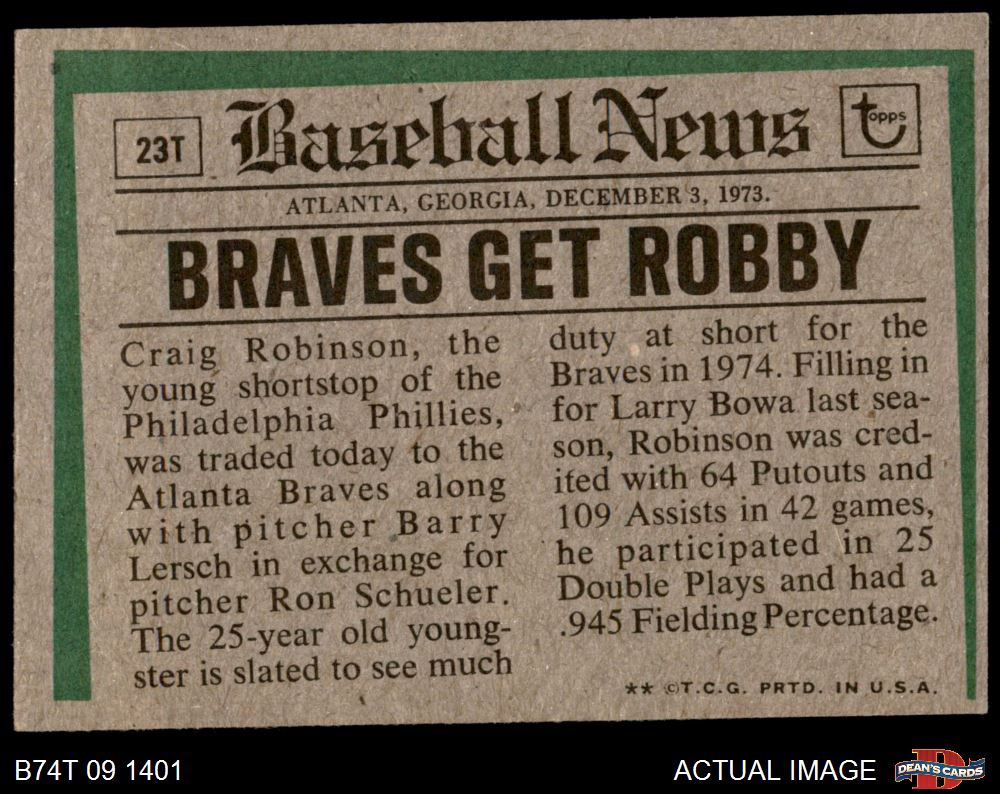 23T
Baseball News
topps
ATLANTA, GEORGIA, DECEMBER 3, 1973.
BRAVES GET ROBBY
Craig Robinson, the
young shortstop of the
Philadelphia Phillies,
was traded today to the
Atlanta Braves along
with pitcher Barry
Lersch in exchange for
pitcher Ron Schueler.
The 25-year old young-
ster is slated to see much
duty at short for the
Braves in 1974. Filling in
for Larry Bowa last sea-
son, Robinson was cred-
ited with 64 Putouts and
109 Assists in 42 games,
he participated in 25
Double Plays and had a
.945 Fielding Percentage.
** ©T.C.G. PRTD. IN U.S.A.
B74T 09 1401
ACTUAL IMAGE
D
DEAN'S CARDS